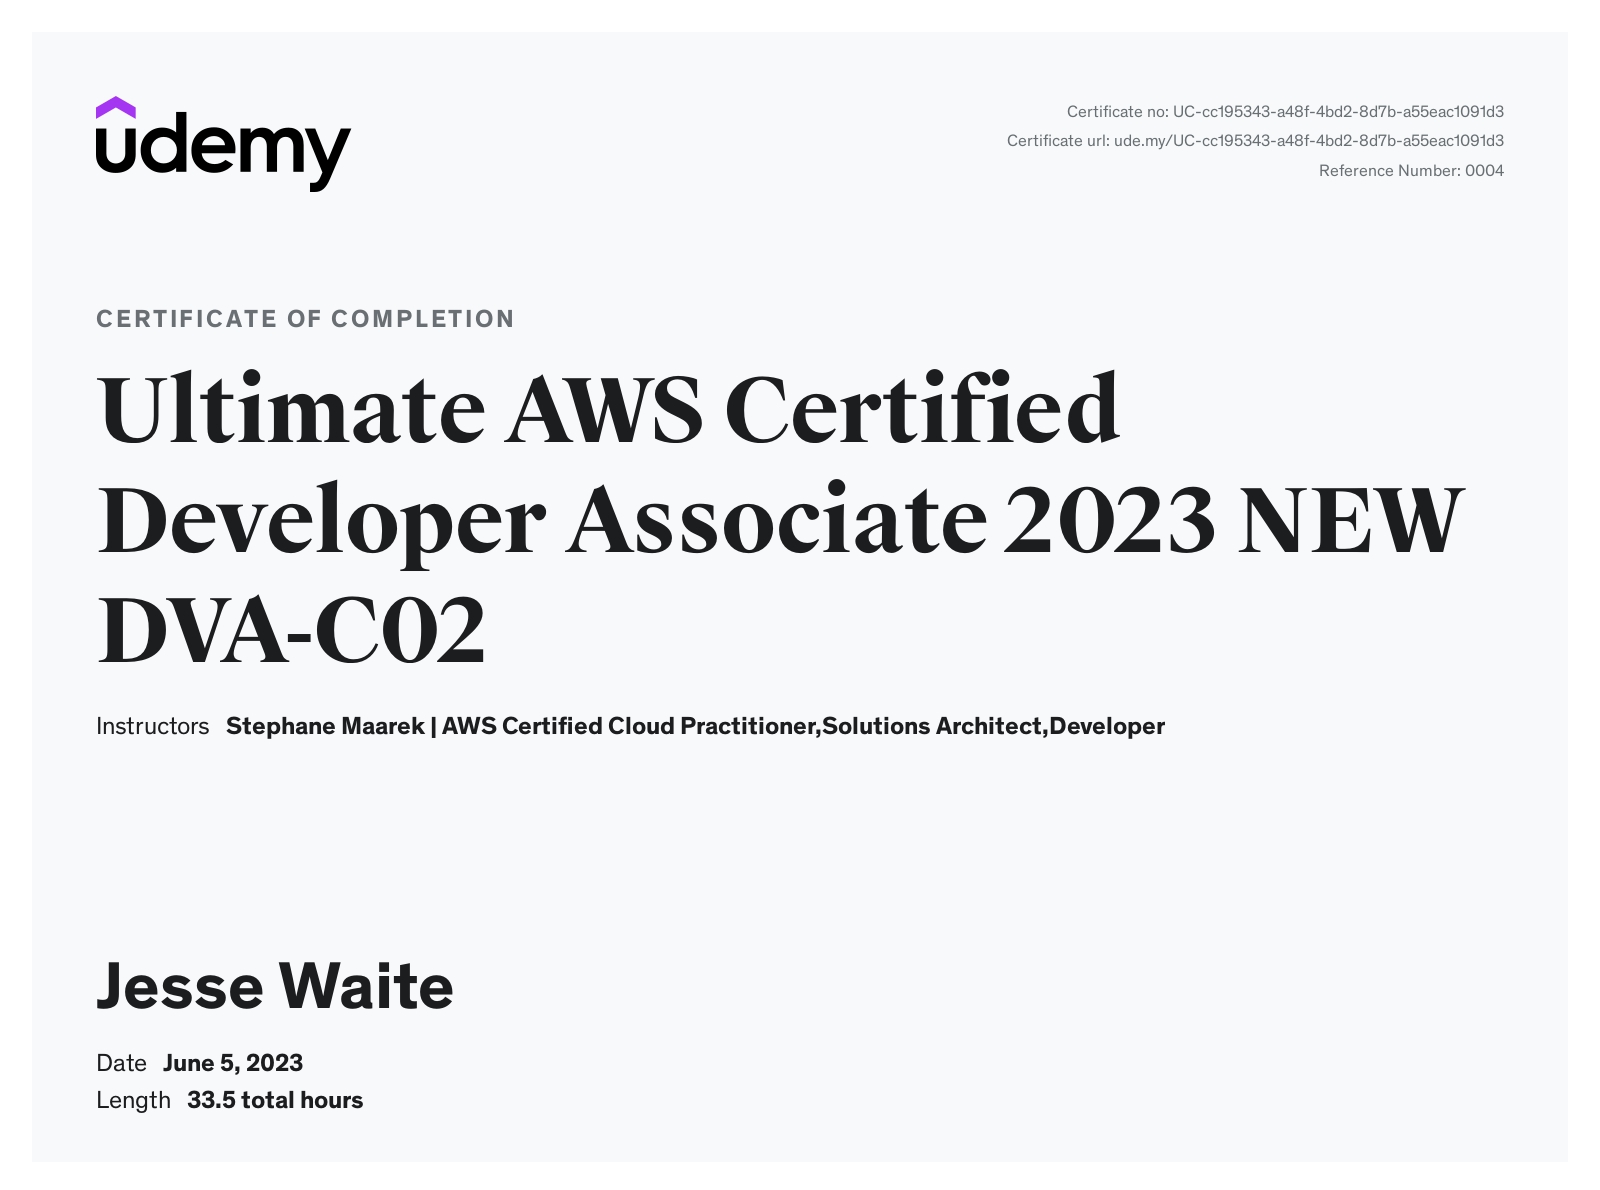 udemy
Certificate no: UC-cc195343-a48f-4bd2-8d7b-a55eac1091d3
Certificate url: ude.my/UC-cc195343-a48f-4bd2-8d7b-a55eac1091d3
Reference Number: 0004
CERTIFICATE OF COMPLETION
Ultimate AWS Certified
Developer Associate 2023 NEW
DVA-C02
Instructors Stephane Maarek | AWS Certified Cloud Practitioner,Solutions Architect,Developer
Jesse Waite
Date June 5, 2023
Length 33.5 total hours